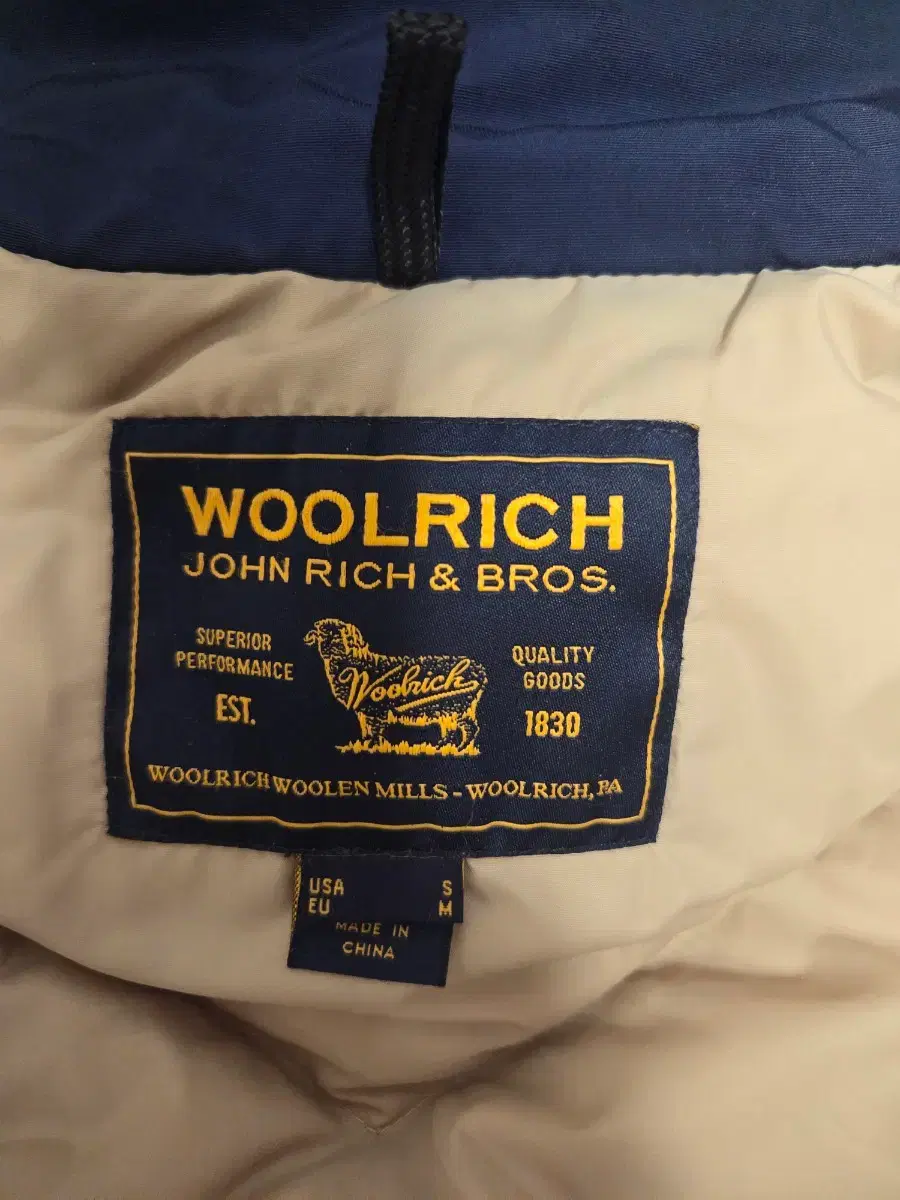 WOOLRICH
JOHN RICH & BROS.
SUPERIOR
PERFORMANCE
EST.
Woolrich
QUALITY
GOODS
1830
WOOLRICH WOOLEN MILLS - WOOLRICH, PA
USA S
EU M
MADE IN
CHINA